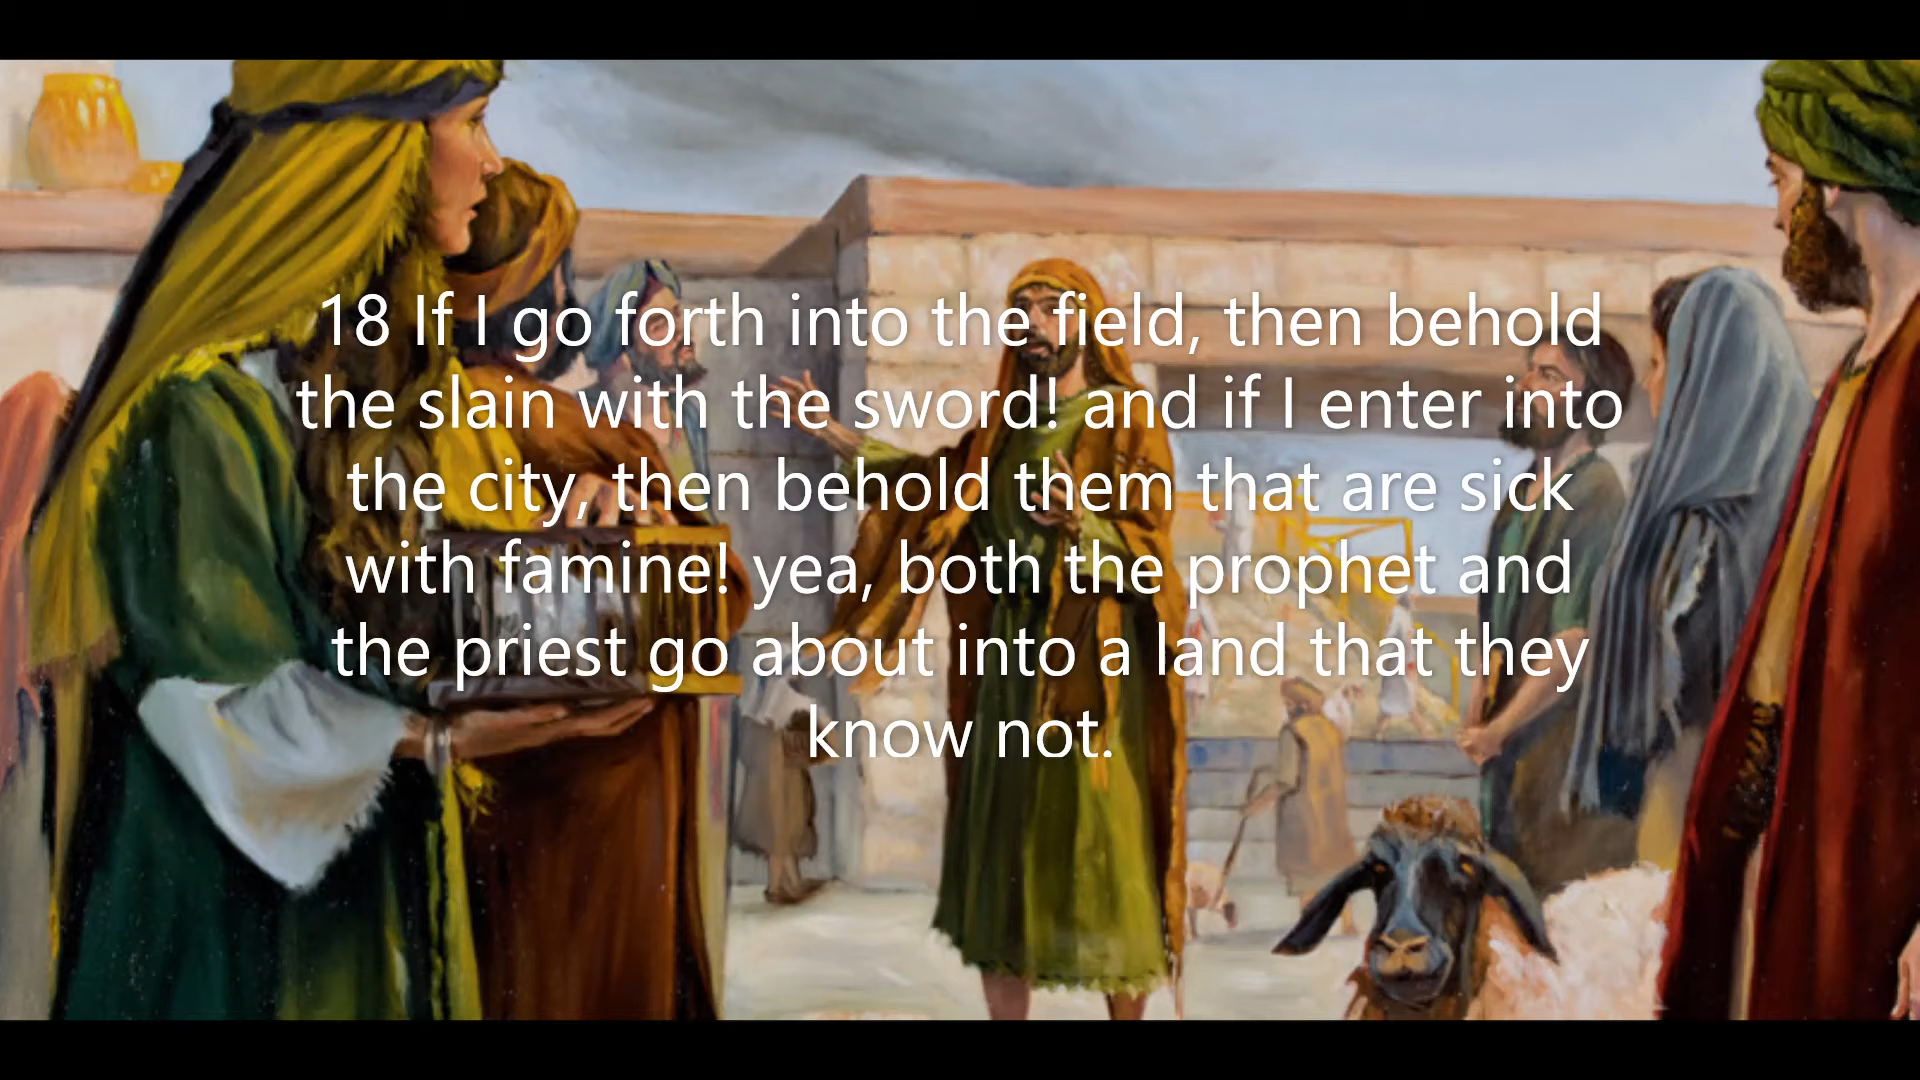 18 If I go forth into the field, then behold
the slain with the sword! and if I enter into
the city, then behold them that are sick
with famine! yea, both the prophet and
the priest go about into a land that they
know not.